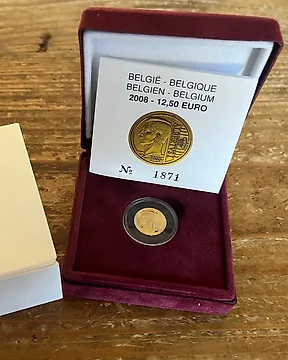 BELGIË - BELGIQUE
BELGIEN - BELGIUM
2008 - 12,50 EURO
No 1871